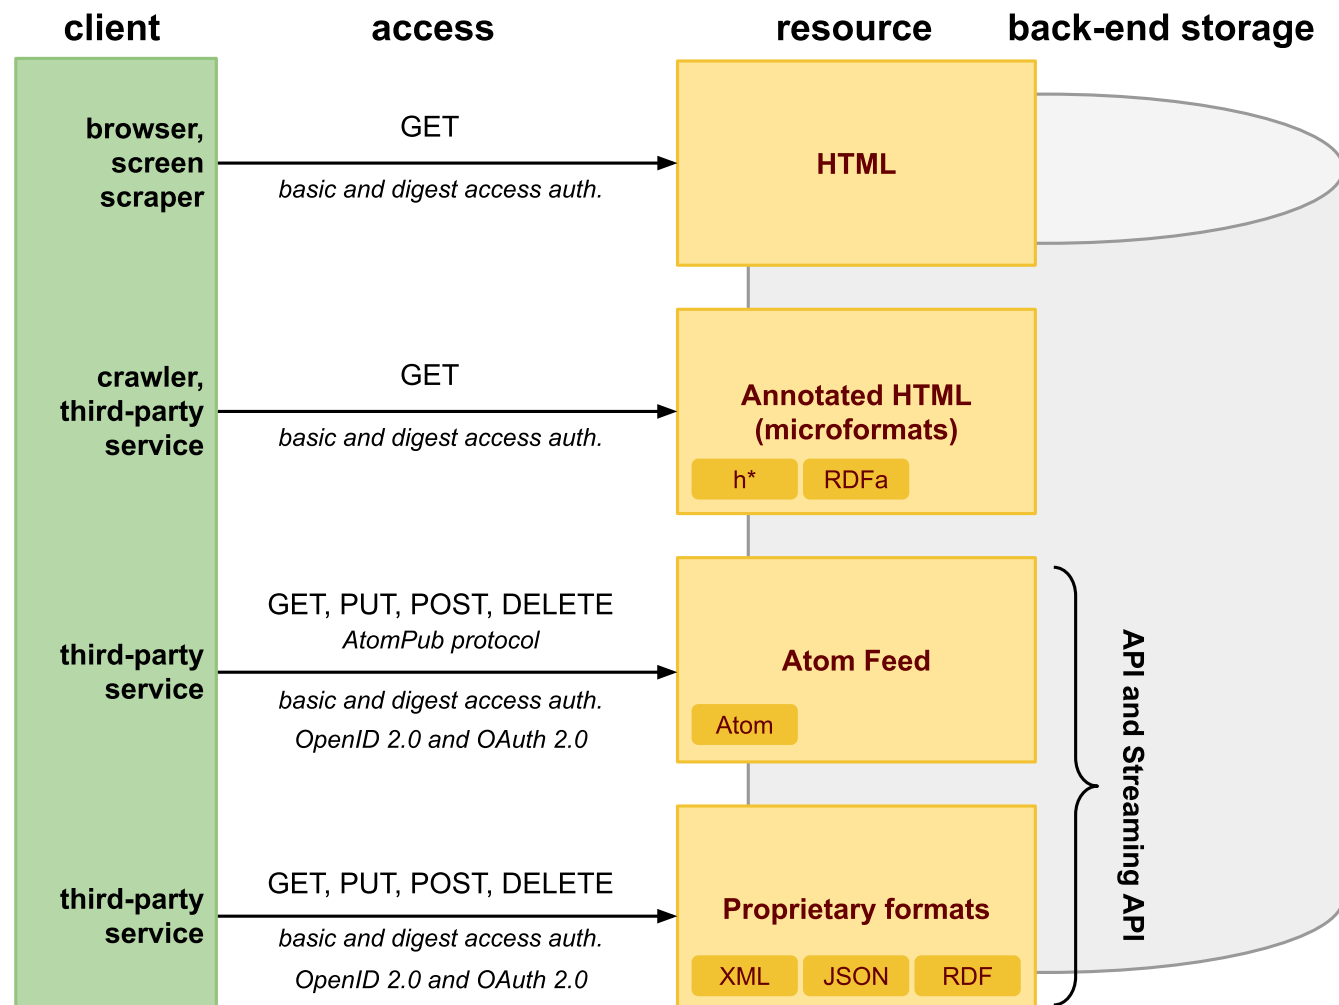 client access resource back-end storage
browser,
screen
scraper
GET
basic and digest access auth.
HTML
crawler,
third-party
service
GET
basic and digest access auth.
Annotated HTML
(microformats)
h* RDFa
third-party
service
GET, PUT, POST, DELETE
AtomPub protocol
basic and digest access auth.
OpenID 2.0 and OAuth 2.0
Atom Feed
Atom
third-party
service
GET, PUT, POST, DELETE
basic and digest access auth.
OpenID 2.0 and OAuth 2.0
Proprietary formats
XML JSON RDF
API and Streaming API